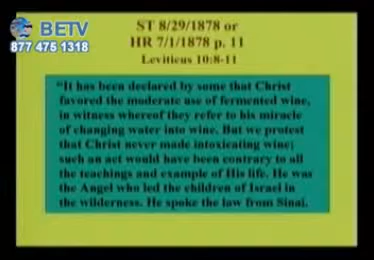 BETV
877 475 1318
ST 8/29/1878 or
HR 7/1/1878 p. 11
Leviticus 10:8-11
“It has been declared by some that Christ
favored the moderate use of fermented wine,
in witness whereof they refer to his miracle
of changing water into wine. But we protest
that Christ never made intoxicating wine;
such an act would have been contrary to all
the teachings and example of His life. He was
the Angel who led the children of Israel in
the wilderness. He spoke the law from Sinai.